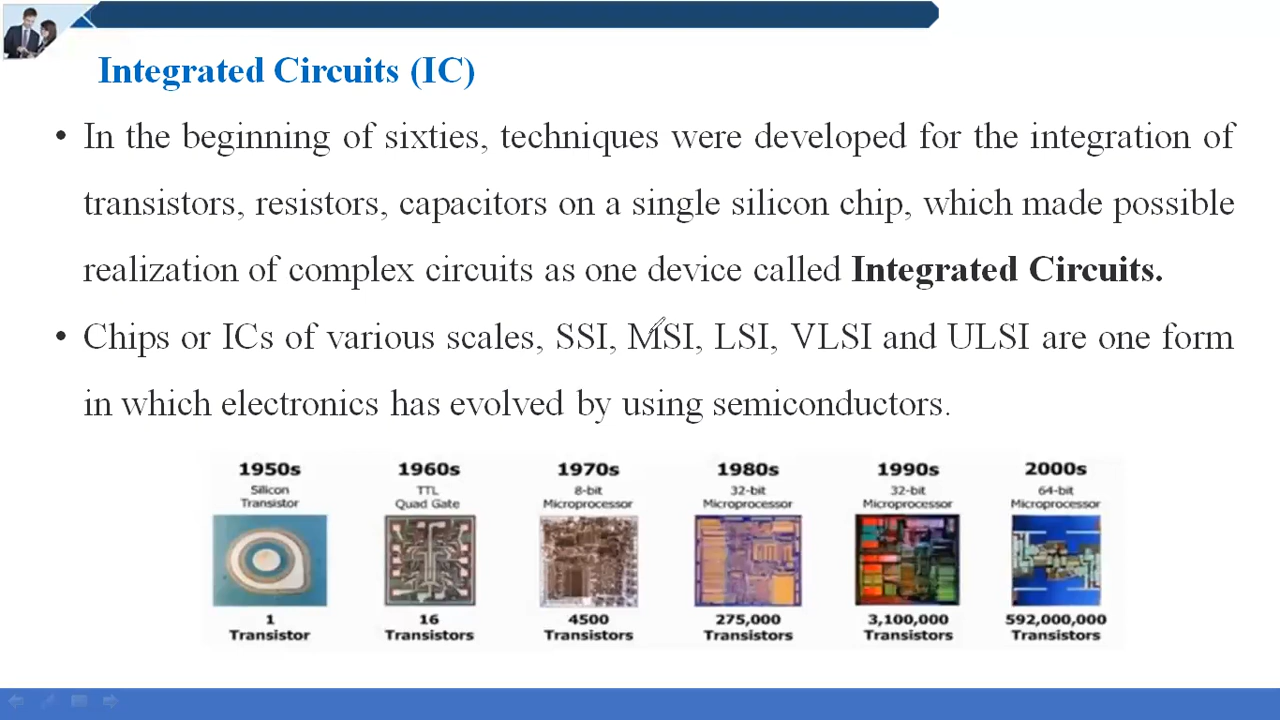 Integrated Circuits (IC)
• In the beginning of sixties, techniques were developed for the integration of
transistors, resistors, capacitors on a single silicon chip, which made possible
realization of complex circuits as one device called Integrated Circuits.
• Chips or ICs of various scales, SSI, MSI, LSI, VLSI and ULSI are one form
in which electronics has evolved by using semiconductors.
1950s
Silicon
Transistor
1
Transistor
1960s
TTL
Quad Gate
16
Transistors
1970s
8-bit
Microprocessor
4500
Transistors
1980s
32-bit
Microprocessor
275,000
Transistors
1990s
32-bit
Microprocessor
3,100,000
Transistors
2000s
64-bit
Microprocessor
592,000,000
Transistors